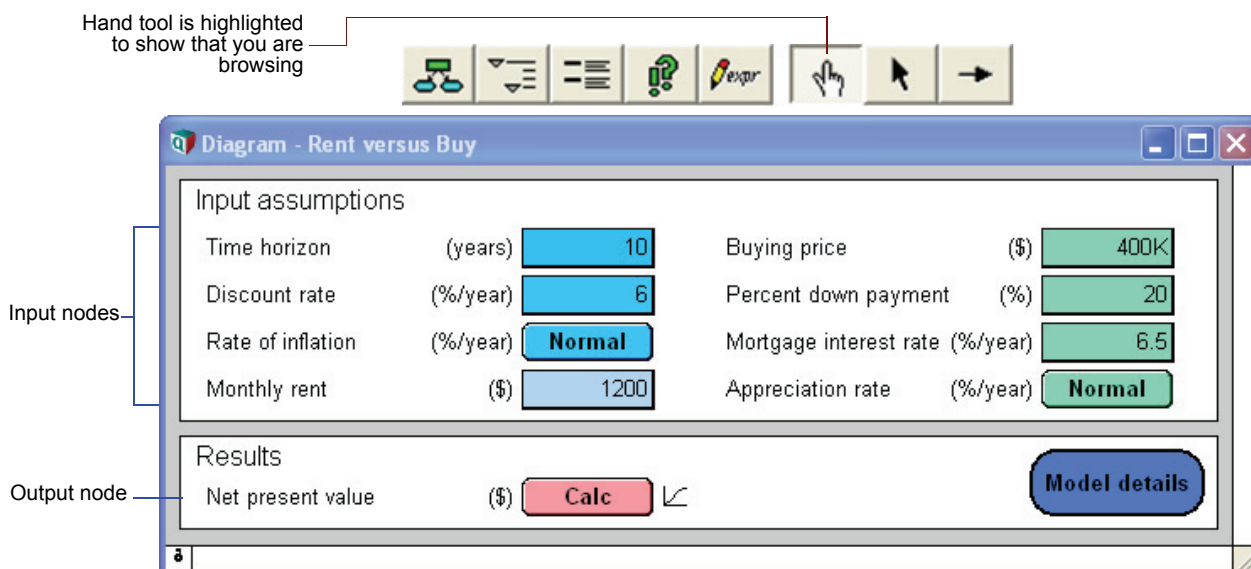 Hand tool is highlighted
to show that you are
browsing
expr
Diagram - Rent versus Buy
Input assumptions
Time horizon (years) 10 Buying price ($) 400K
Discount rate (%/year) 6 Percent down payment (%) 20
Input nodes
Rate of inflation (%/year) Normal Mortgage interest rate (%/year) 6.5
Monthly rent ($) 1200 Appreciation rate (%/year) Normal
Results
Output node
Net present value ($) Calc
Model details